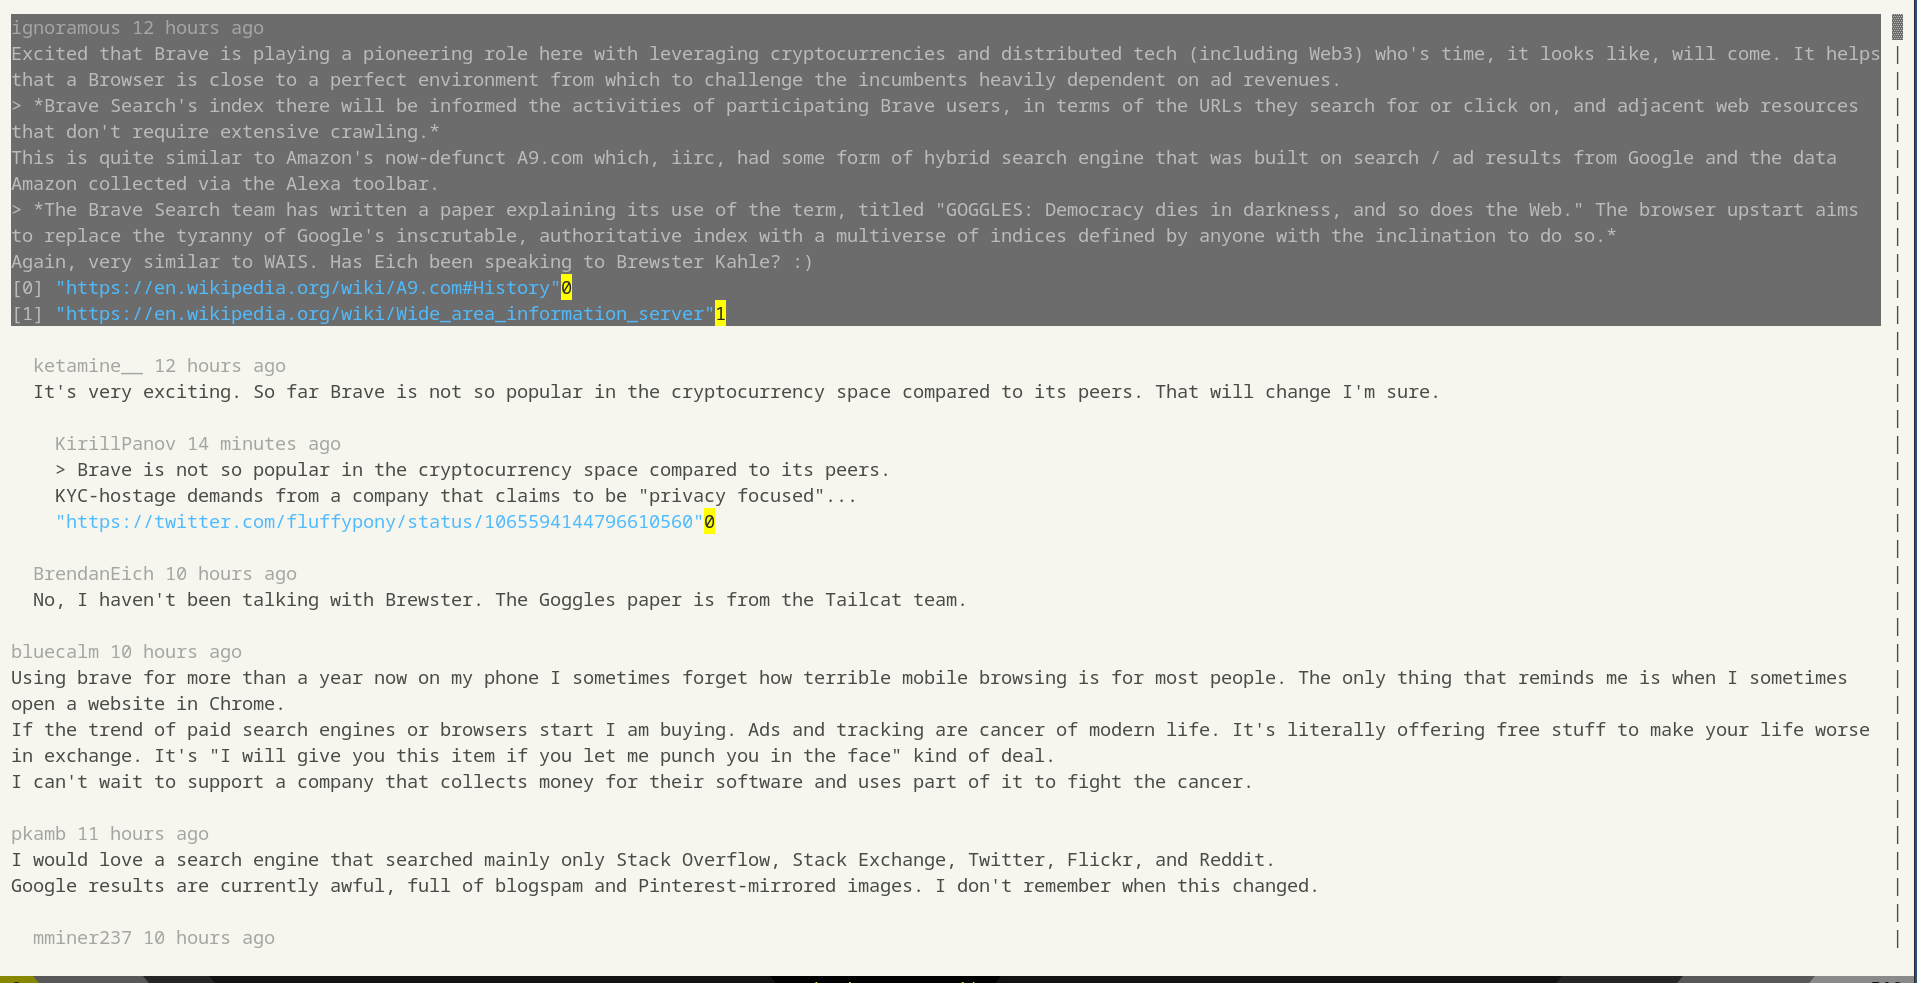 ignoramous 12 hours ago
Excited that Brave is playing a pioneering role here with leveraging cryptocurrencies and distributed tech (including Web3) who's time, it looks like, will come. It helps
that a Browser is close to a perfect environment from which to challenge the incumbents heavily dependent on ad revenues.
> *Brave Search's index there will be informed the activities of participating Brave users, in terms of the URLs they search for or click on, and adjacent web resources
that don't require extensive crawling.*
This is quite similar to Amazon's now-defunct A9.com which, iirc, had some form of hybrid search engine that was built on search / ad results from Google and the data
Amazon collected via the Alexa toolbar.
> *The Brave Search team has written a paper explaining its use of the term, titled "GOGGLES: Democracy dies in darkness, and so does the Web." The browser upstart aims
to replace the tyranny of Google's inscrutable, authoritative index with a multiverse of indices defined by anyone with the inclination to do so.*
Again, very similar to WAIS. Has Eich been speaking to Brewster Kahle? :)
[0] "https://en.wikipedia.org/wiki/A9.com#History"0
[1] "https://en.wikipedia.org/wiki/Wide_area_information_server"1
ketamine__ 12 hours ago
It's very exciting. So far Brave is not so popular in the cryptocurrency space compared to its peers. That will change I'm sure.
KirillPanov 14 minutes ago
> Brave is not so popular in the cryptocurrency space compared to its peers.
KYC-hostage demands from a company that claims to be "privacy focused"...
"https://twitter.com/fluffypony/status/1065594144796610560"0
BrendanEich 10 hours ago
No, I haven't been talking with Brewster. The Goggles paper is from the Tailcat team.
bluecalm 10 hours ago
Using brave for more than a year now on my phone I sometimes forget how terrible mobile browsing is for most people. The only thing that reminds me is when I sometimes
open a website in Chrome.
If the trend of paid search engines or browsers start I am buying. Ads and tracking are cancer of modern life. It's literally offering free stuff to make your life worse
in exchange. It's "I will give you this item if you let me punch you in the face" kind of deal.
I can't wait to support a company that collects money for their software and uses part of it to fight the cancer.
pkamb 11 hours ago
I would love a search engine that searched mainly only Stack Overflow, Stack Exchange, Twitter, Flickr, and Reddit.
Google results are currently awful, full of blogspam and Pinterest-mirrored images. I don't remember when this changed.
mminer237 10 hours ago